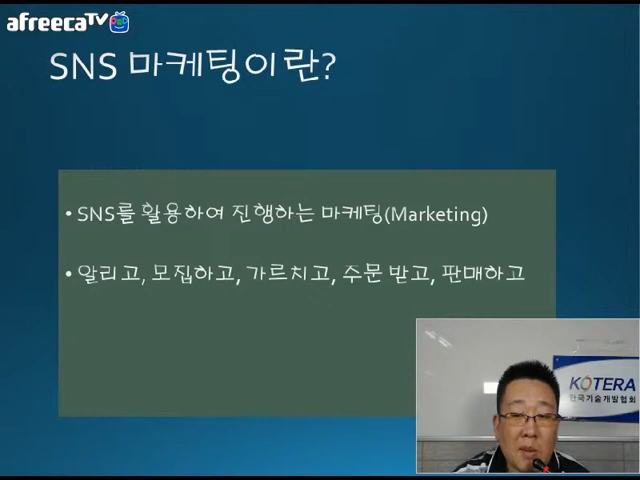 afreecaTV
SNS 마케팅이란?
• SNS를 활용하여 진행하는 마케팅(Marketing)
• 알리고, 모집하고, 가르치고, 주문 받고, 판매하고
KOTERA
한국기술개발협회